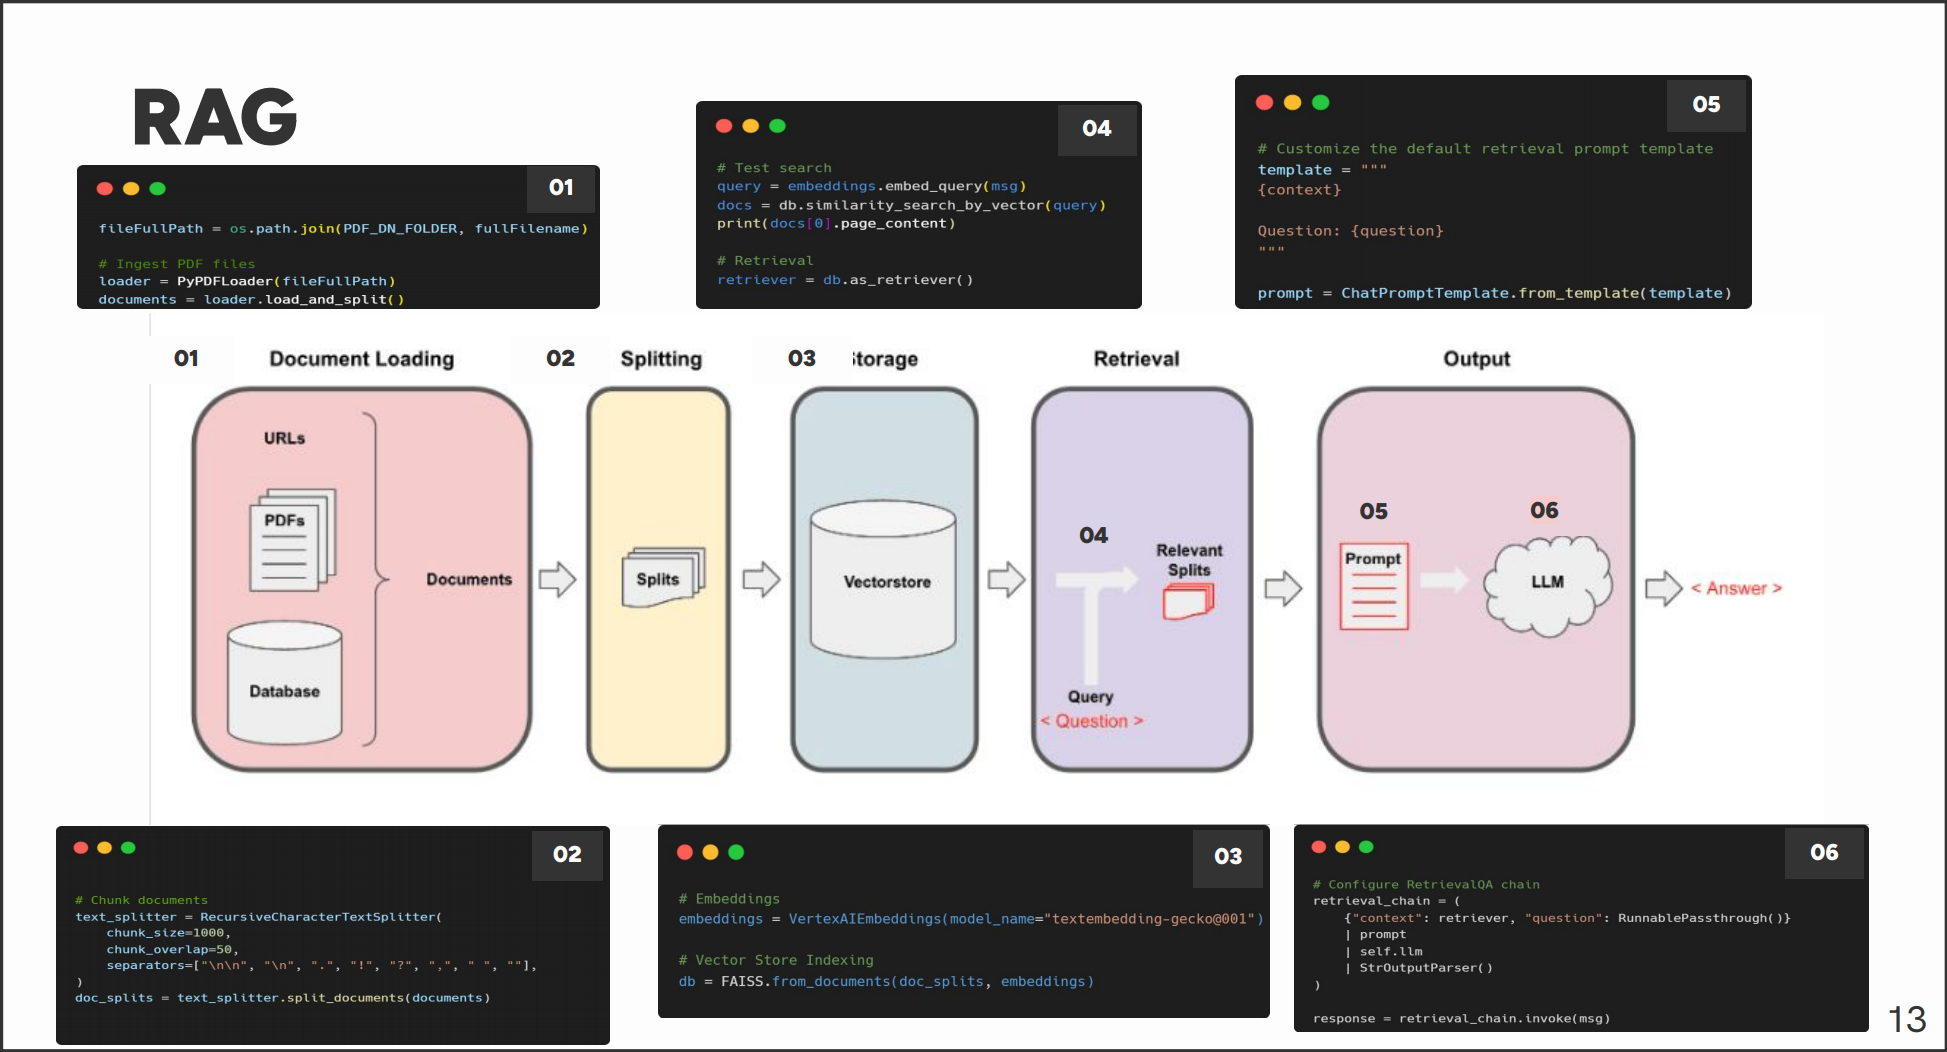 RAG
01
fileFullPath = os.path.join(PDF_DN_FOLDER, fullFilename)
# Ingest PDF files
loader = PyPDFLoader(fileFullPath)
documents = loader.load_and_split()
04
# Test search
query = embeddings.embed_query(msg)
docs = db.similarity_search_by_vector(query)
print(docs[0].page_content)
# Retrieval
retriever = db.as_retriever()
05
# Customize the default retrieval prompt template
template = """
{context}
Question: {question}
"""
prompt = ChatPromptTemplate.from_template(template)
01 Document Loading
02 Splitting
03 Storage
Retrieval
Output
URLs
PDFs
Database
Documents
Splits
Vectorstore
04
Relevant
Splits
Query
< Question >
05
Prompt
06
LLM
< Answer >
02
# Chunk documents
text_splitter = RecursiveCharacterTextSplitter(
    chunk_size=1000,
    chunk_overlap=50,
    separators=["\n\n", "\n", ".", "!", "?", ",", " ", ""],
)
doc_splits = text_splitter.split_documents(documents)
03
# Embeddings
embeddings = VertexAIEmbeddings(model_name="textembedding-gecko@001")
# Vector Store Indexing
db = FAISS.from_documents(doc_splits, embeddings)
06
# Configure RetrievalQA chain
retrieval_chain = (
    {"context": retriever, "question": RunnablePassthrough()}
    | prompt
    | self.llm
    | StrOutputParser()
)
response = retrieval_chain.invoke(msg)
13